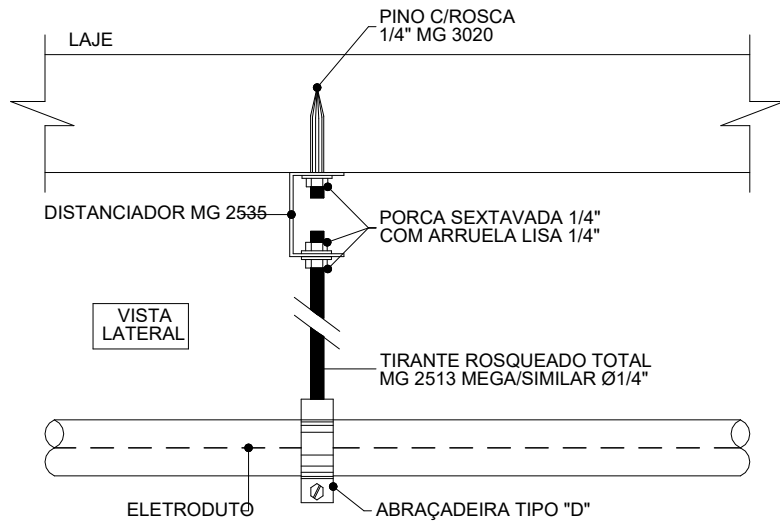 PINO C/ROSCA
1/4" MG 3020
LAJE
DISTANCIADOR MG 2535
PORCA SEXTAVADA 1/4"
COM ARRUELA LISA 1/4"
VISTA
LATERAL
TIRANTE ROSQUEADO TOTAL
MG 2513 MEGA/SIMILAR Ø1/4"
ELETRODUTO
ABRAÇADEIRA TIPO "D"